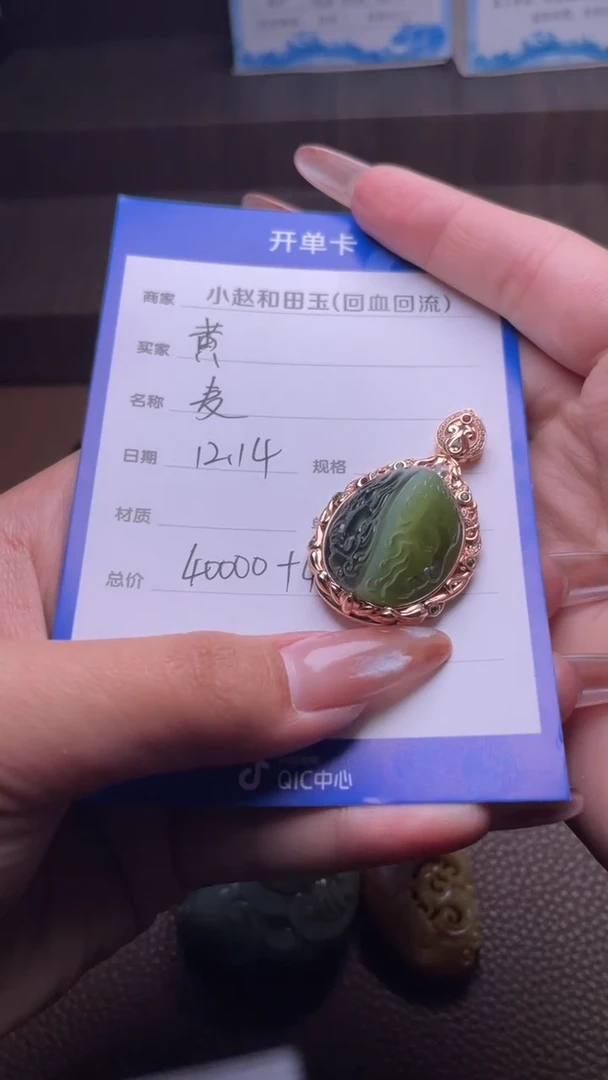 开单卡
商家 小赵和田玉(回血回流)
买家 黄
名称 麦
日期 12.14 规格
材质
总价 40000+4
QIC中心